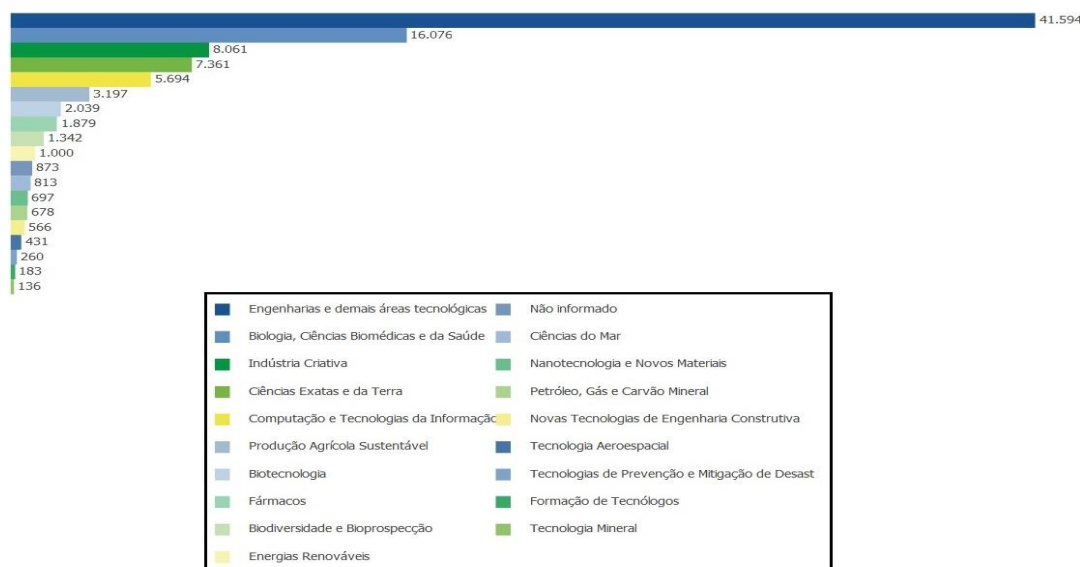 41.594
16.076
8.061
7.361
5.694
3.197
2.039
1.879
1.342
1.000
873
813
697
678
566
431
260
183
136
Engenharias e demais áreas tecnológicas
Não informado
Biologia, Ciências Biomédicas e da Saúde
Ciências do Mar
Indústria Criativa
Nanotecnologia e Novos Materiais
Ciências Exatas e da Terra
Petróleo, Gás e Carvão Mineral
Computação e Tecnologias da Informação
Novas Tecnologias de Engenharia Construtiva
Produção Agrícola Sustentável
Tecnologia Aeroespacial
Biotecnologia
Tecnologias de Prevenção e Mitigação de Desast
Fármacos
Formação de Tecnólogos
Biodiversidade e Bioprospecção
Tecnologia Mineral
Energias Renováveis